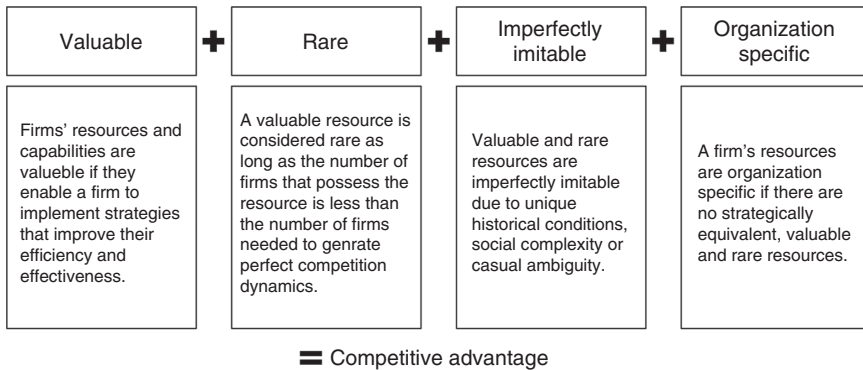 Valuable
Rare
Imperfectly
imitable
Organization
specific
Firms’ resources and
capabilities are
valueble if they
enable a firm to
implement strategies
that improve their
efficiency and
effectiveness.
A valuable resource is
considered rare as
long as the number of
firms that possess the
resource is less than
the number of firms
needed to genrate
perfect competition
dynamics.
Valuable and rare
resources are
imperfectly imitable
due to unique
historical conditions,
social complexity or
casual ambiguity.
A firm’s resources
are organization
specific if there are
no strategically
equivalent, valuable
and rare resources.
= Competitive advantage